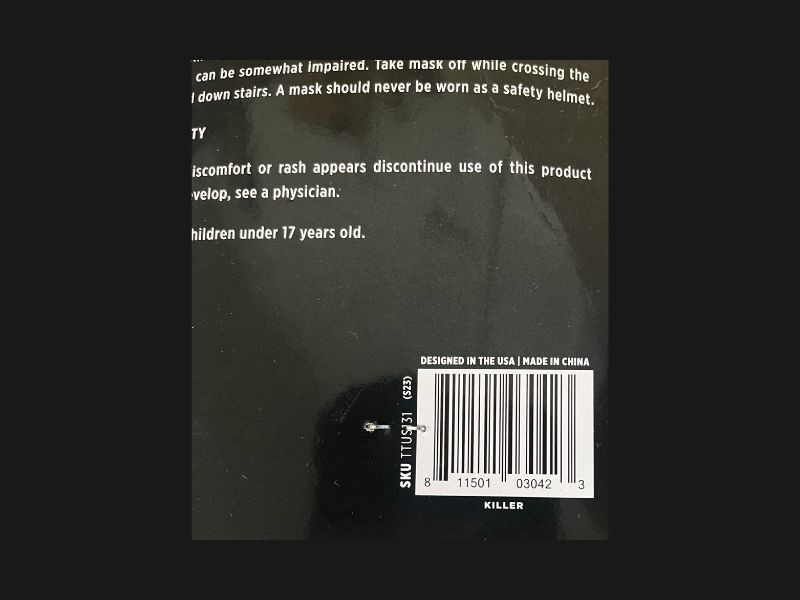 can be somewhat impaired. Take mask off while crossing the
down stairs. A mask should never be worn as a safety helmet.
TY
iscomfort or rash appears discontinue use of this product
velop, see a physician.
hildren under 17 years old.
DESIGNED IN THE USA | MADE IN CHINA
SKU TTUS131 (S23)
8 11501 03042 3
KILLER